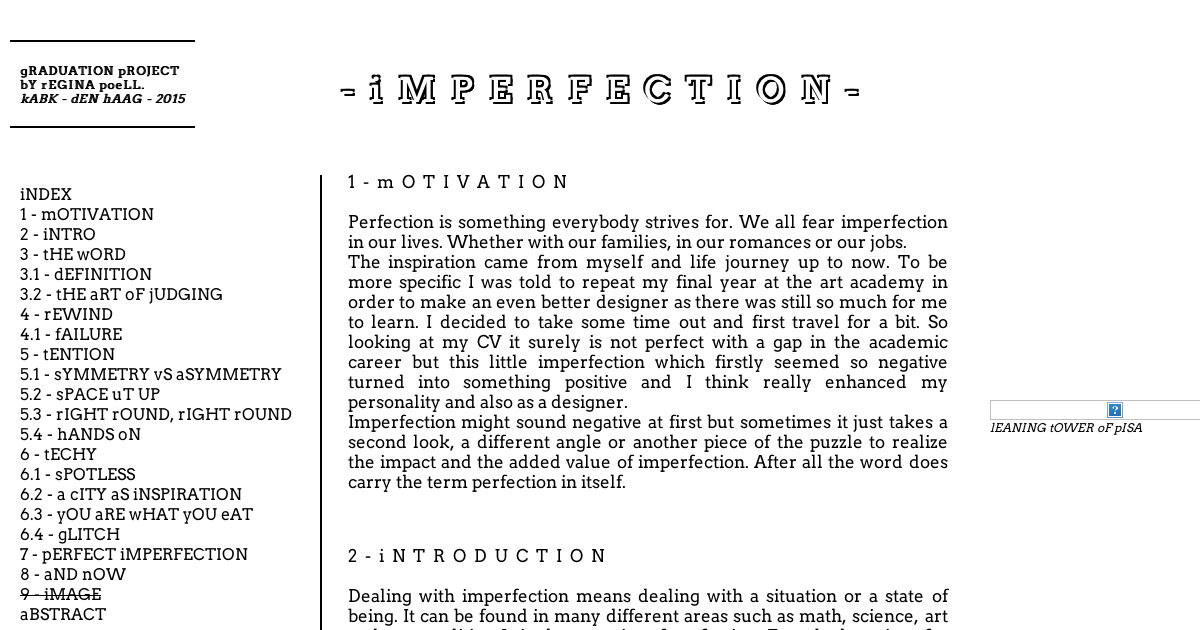 gRADUATION pROJECT
bY rEGINA poeLL.
kABK - dEN hAAG - 2015
-iMPERFECTION-
iNDEX
1 - mOTIVATION
2 - iNTRO
3 - tHE wORD
3.1 - dEFINITION
3.2 - tHE aRT oF jUDGING
4 - rEWIND
4.1 - fAILURE
5 - tENTION
5.1 - sYMMETRY vS aSYMMETRY
5.2 - sPACE uT UP
5.3 - rIGHT rOUND, rIGHT rOUND
5.4 - hANDS oN
6 - tECHY
6.1 - sPOTLESS
6.2 - a cITY aS iNSPIRATION
6.3 - yOU aRE wHAT yOU eAT
6.4 - gLITCH
7 - pERFECT iMPERFECTION
8 - aND nOW
9 - iMAGE
aBSTRACT
1 - mOTIVATION
Perfection is something everybody strives for. We all fear imperfection
in our lives. Whether with our families, in our romances or our jobs.
The inspiration came from myself and life journey up to now. To be
more specific I was told to repeat my final year at the art academy in
order to make an even better designer as there was still so much for me
to learn. I decided to take some time out and first travel for a bit. So
looking at my CV it surely is not perfect with a gap in the academic
career but this little imperfection which firstly seemed so negative
turned into something positive and I think really enhanced my
personality and also as a designer.
Imperfection might sound negative at first but sometimes it just takes a
second look, a different angle or another piece of the puzzle to realize
the impact and the added value of imperfection. After all the word does
carry the term perfection in itself.
2 - iNTRODUCTION
Dealing with imperfection means dealing with a situation or a state of
being. It can be found in many different areas such as math, science, art
lEANING tOWER oF pISA